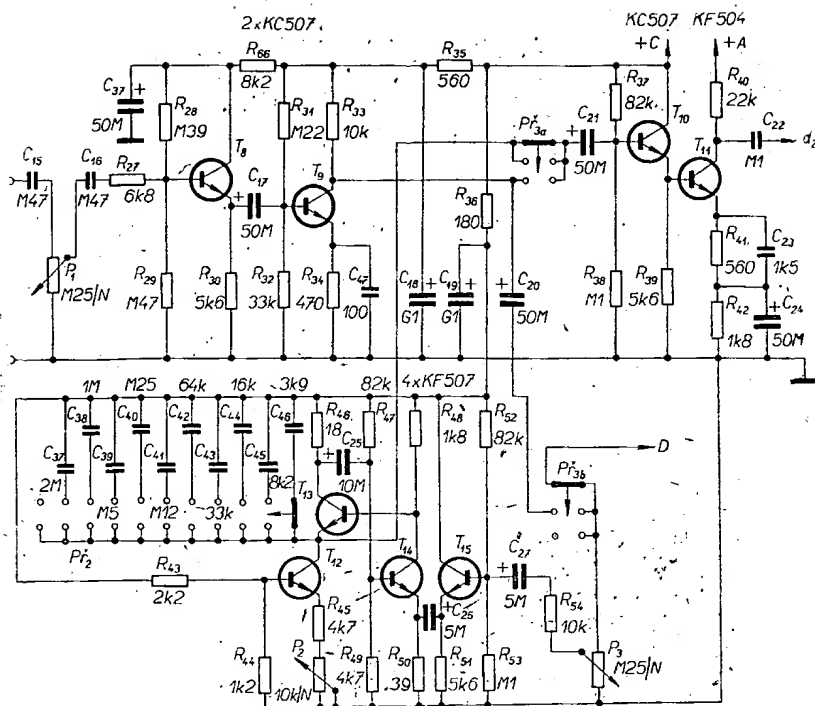 2xKC507
KC507 KF504
+C +A
R66
8k2
R35
560
C37 +
50M
R28
M39
R31
M22
R33
10k
R37
82k
R40
22k
T8
T9
T10
T11
Př3a
+ C21
50M
C22
M1
d2
C15
M47
C16
M47
R27
6k8
+ C17
50M
R36
180
P1
M25/N
R29
M47
R30
5k6
R32
33k
R34
470
C47
100
C18 +
G1
C19 +
G1
+ C20
50M
R38
M1
R39
5k6
R41
560
C23
1k5
R42
1k8
+ C24
50M
1M M25 64k 16k 3k9 82k 4xKF507
C38
C40
C42
C44
C46
R46
18
R47
R48
1k8
R52
82k
C37
2M
C39
M5
C41
M12
C43
33k
C45
8k2
+ C25
10M
T13
D
Př3b
Př2
R43
2k2
T12
T14
T15
+ C27
5M
R54
10k
R45
4k7
+ C26
5M
R44
1k2
P2
10k/N
R49
4k7
R50
39
R51
5k6
R53
M1
P3
M25/N